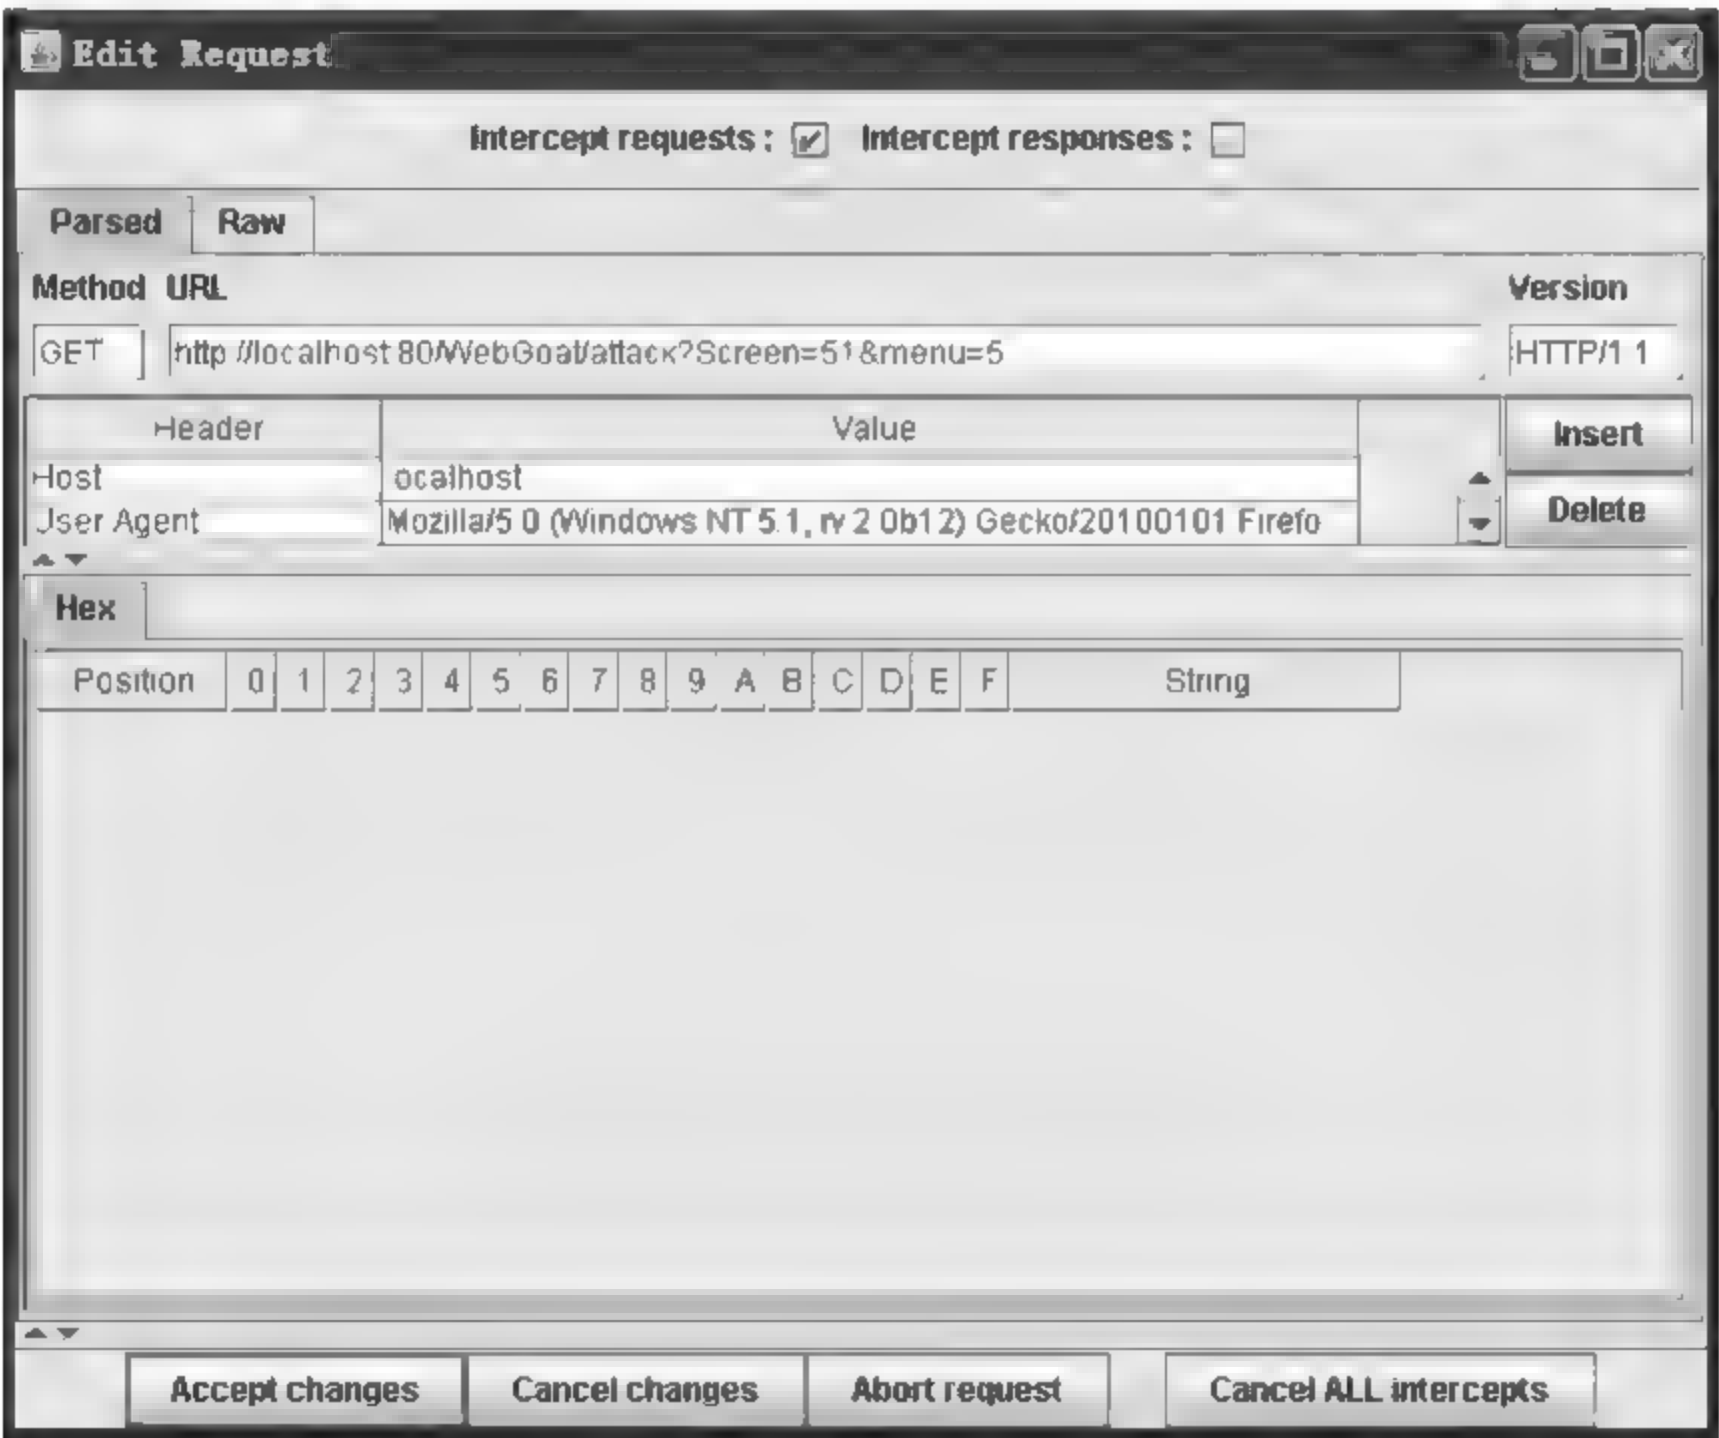 Edit Request
Intercept requests : Intercept responses :
Parsed Raw
Method URL Version
GET http //localhost 80/WebGoat/attack?Screen=51&menu=5 HTTP/1 1
Header Value Insert
Host ocalhost
User Agent Mozilla/5 0 (Windows NT 5.1, rv 2 0b12) Gecko/20100101 Firefo Delete
Hex
Position 0 1 2 3 4 5 6 7 8 9 A B C D E F String
Accept changes Cancel changes Abort request Cancel ALL intercepts